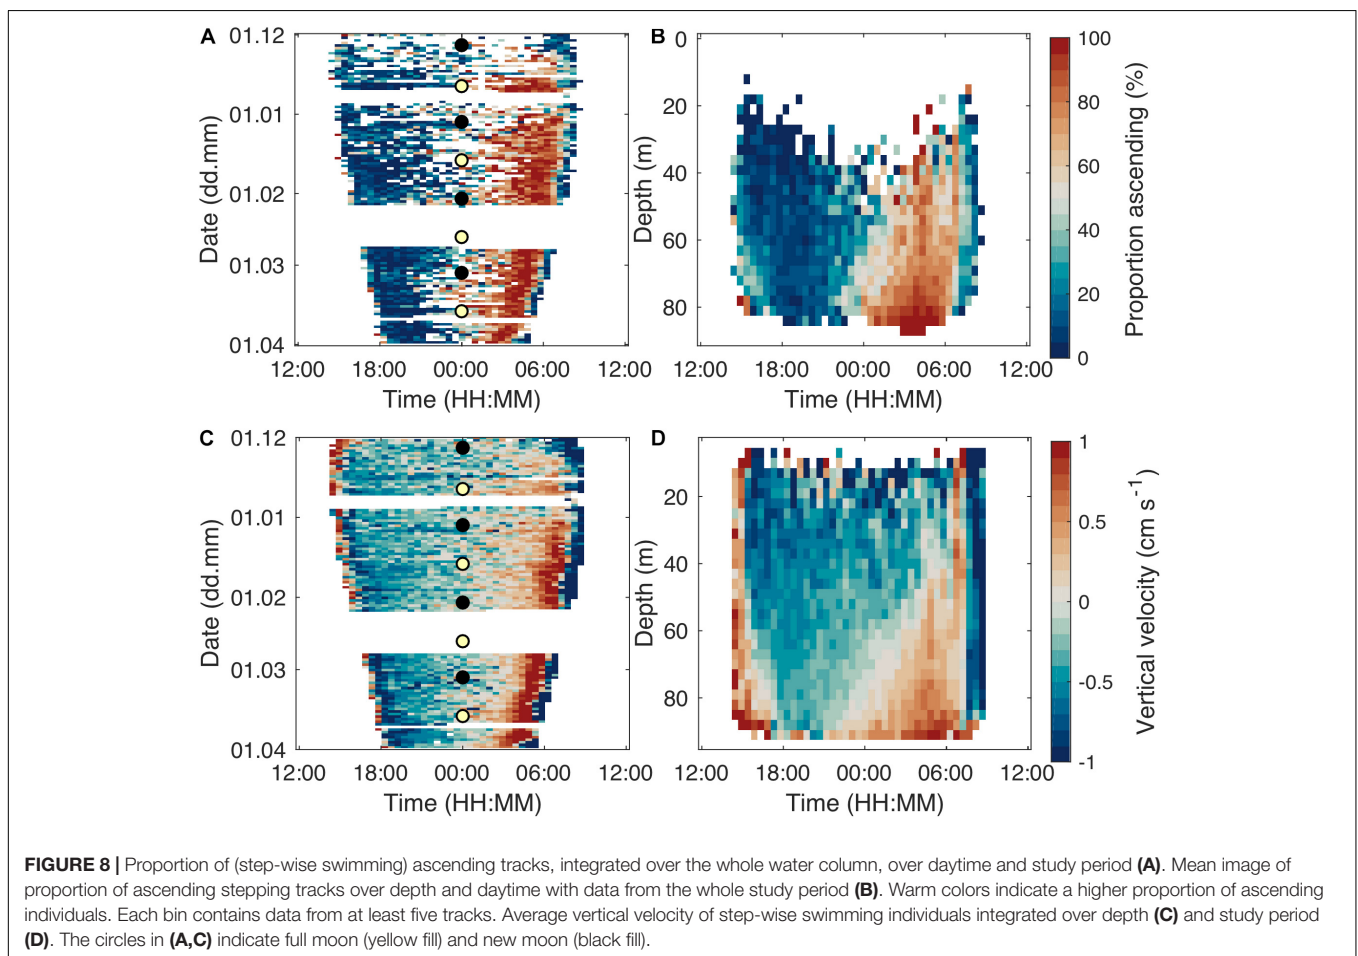 A
01.12
01.01
01.02
01.03
01.04
Date (dd.mm)
12:00 18:00 00:00 06:00 12:00
Time (HH:MM)
B
0
20
40
60
80
Depth (m)
12:00 18:00 00:00 06:00 12:00
Time (HH:MM)
100
80
60
40
20
0
Proportion ascending (%)
C
01.12
01.01
01.02
01.03
01.04
Date (dd.mm)
12:00 18:00 00:00 06:00 12:00
Time (HH:MM)
D
20
40
60
80
Depth (m)
12:00 18:00 00:00 06:00 12:00
Time (HH:MM)
1
0.5
0
-0.5
-1
Vertical velocity (cm s-1)
FIGURE 8 | Proportion of (step-wise swimming) ascending tracks, integrated over the whole water column, over daytime and study period (A). Mean image of
proportion of ascending stepping tracks over depth and daytime with data from the whole study period (B). Warm colors indicate a higher proportion of ascending
individuals. Each bin contains data from at least five tracks. Average vertical velocity of step-wise swimming individuals integrated over depth (C) and study period
(D). The circles in (A,C) indicate full moon (yellow fill) and new moon (black fill).